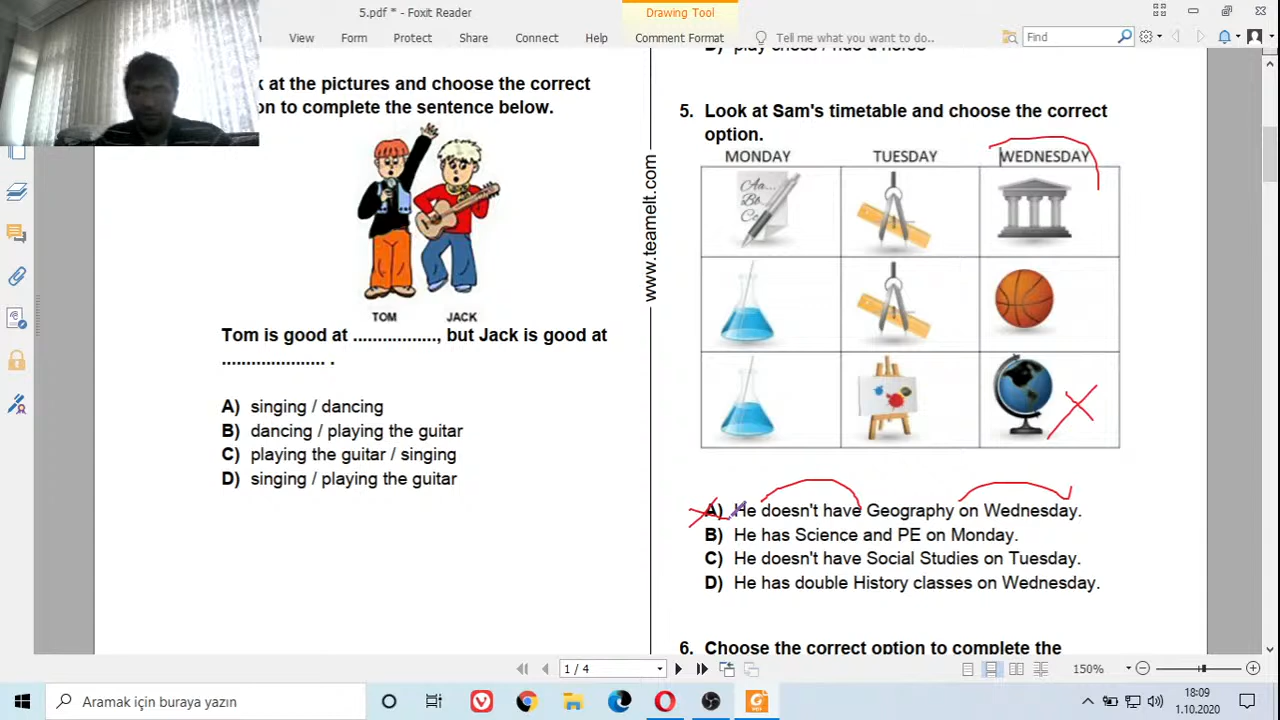 5.pdf * - Foxit Reader
Drawing Tool
View
Form
Protect
Share
Connect
Help
Comment Format
Tell me what you want to do..
Find
at the pictures and choose the correct
on to complete the sentence below.
TOM
JACK
Tom is good at ................., but Jack is good at
..................... .
A) singing / dancing
B) dancing / playing the guitar
C) playing the guitar / singing
D) singing / playing the guitar
www.teamelt.com
5. Look at Sam's timetable and choose the correct
option.
MONDAY
TUESDAY
WEDNESDAY
Aa...
Bo..
A) He doesn't have Geography on Wednesday.
B) He has Science and PE on Monday.
C) He doesn't have Social Studies on Tuesday.
D) He has double History classes on Wednesday.
6. Choose the correct option to complete the
1 / 4
150%
Aramak için buraya yazın
18:09
1.10.2020